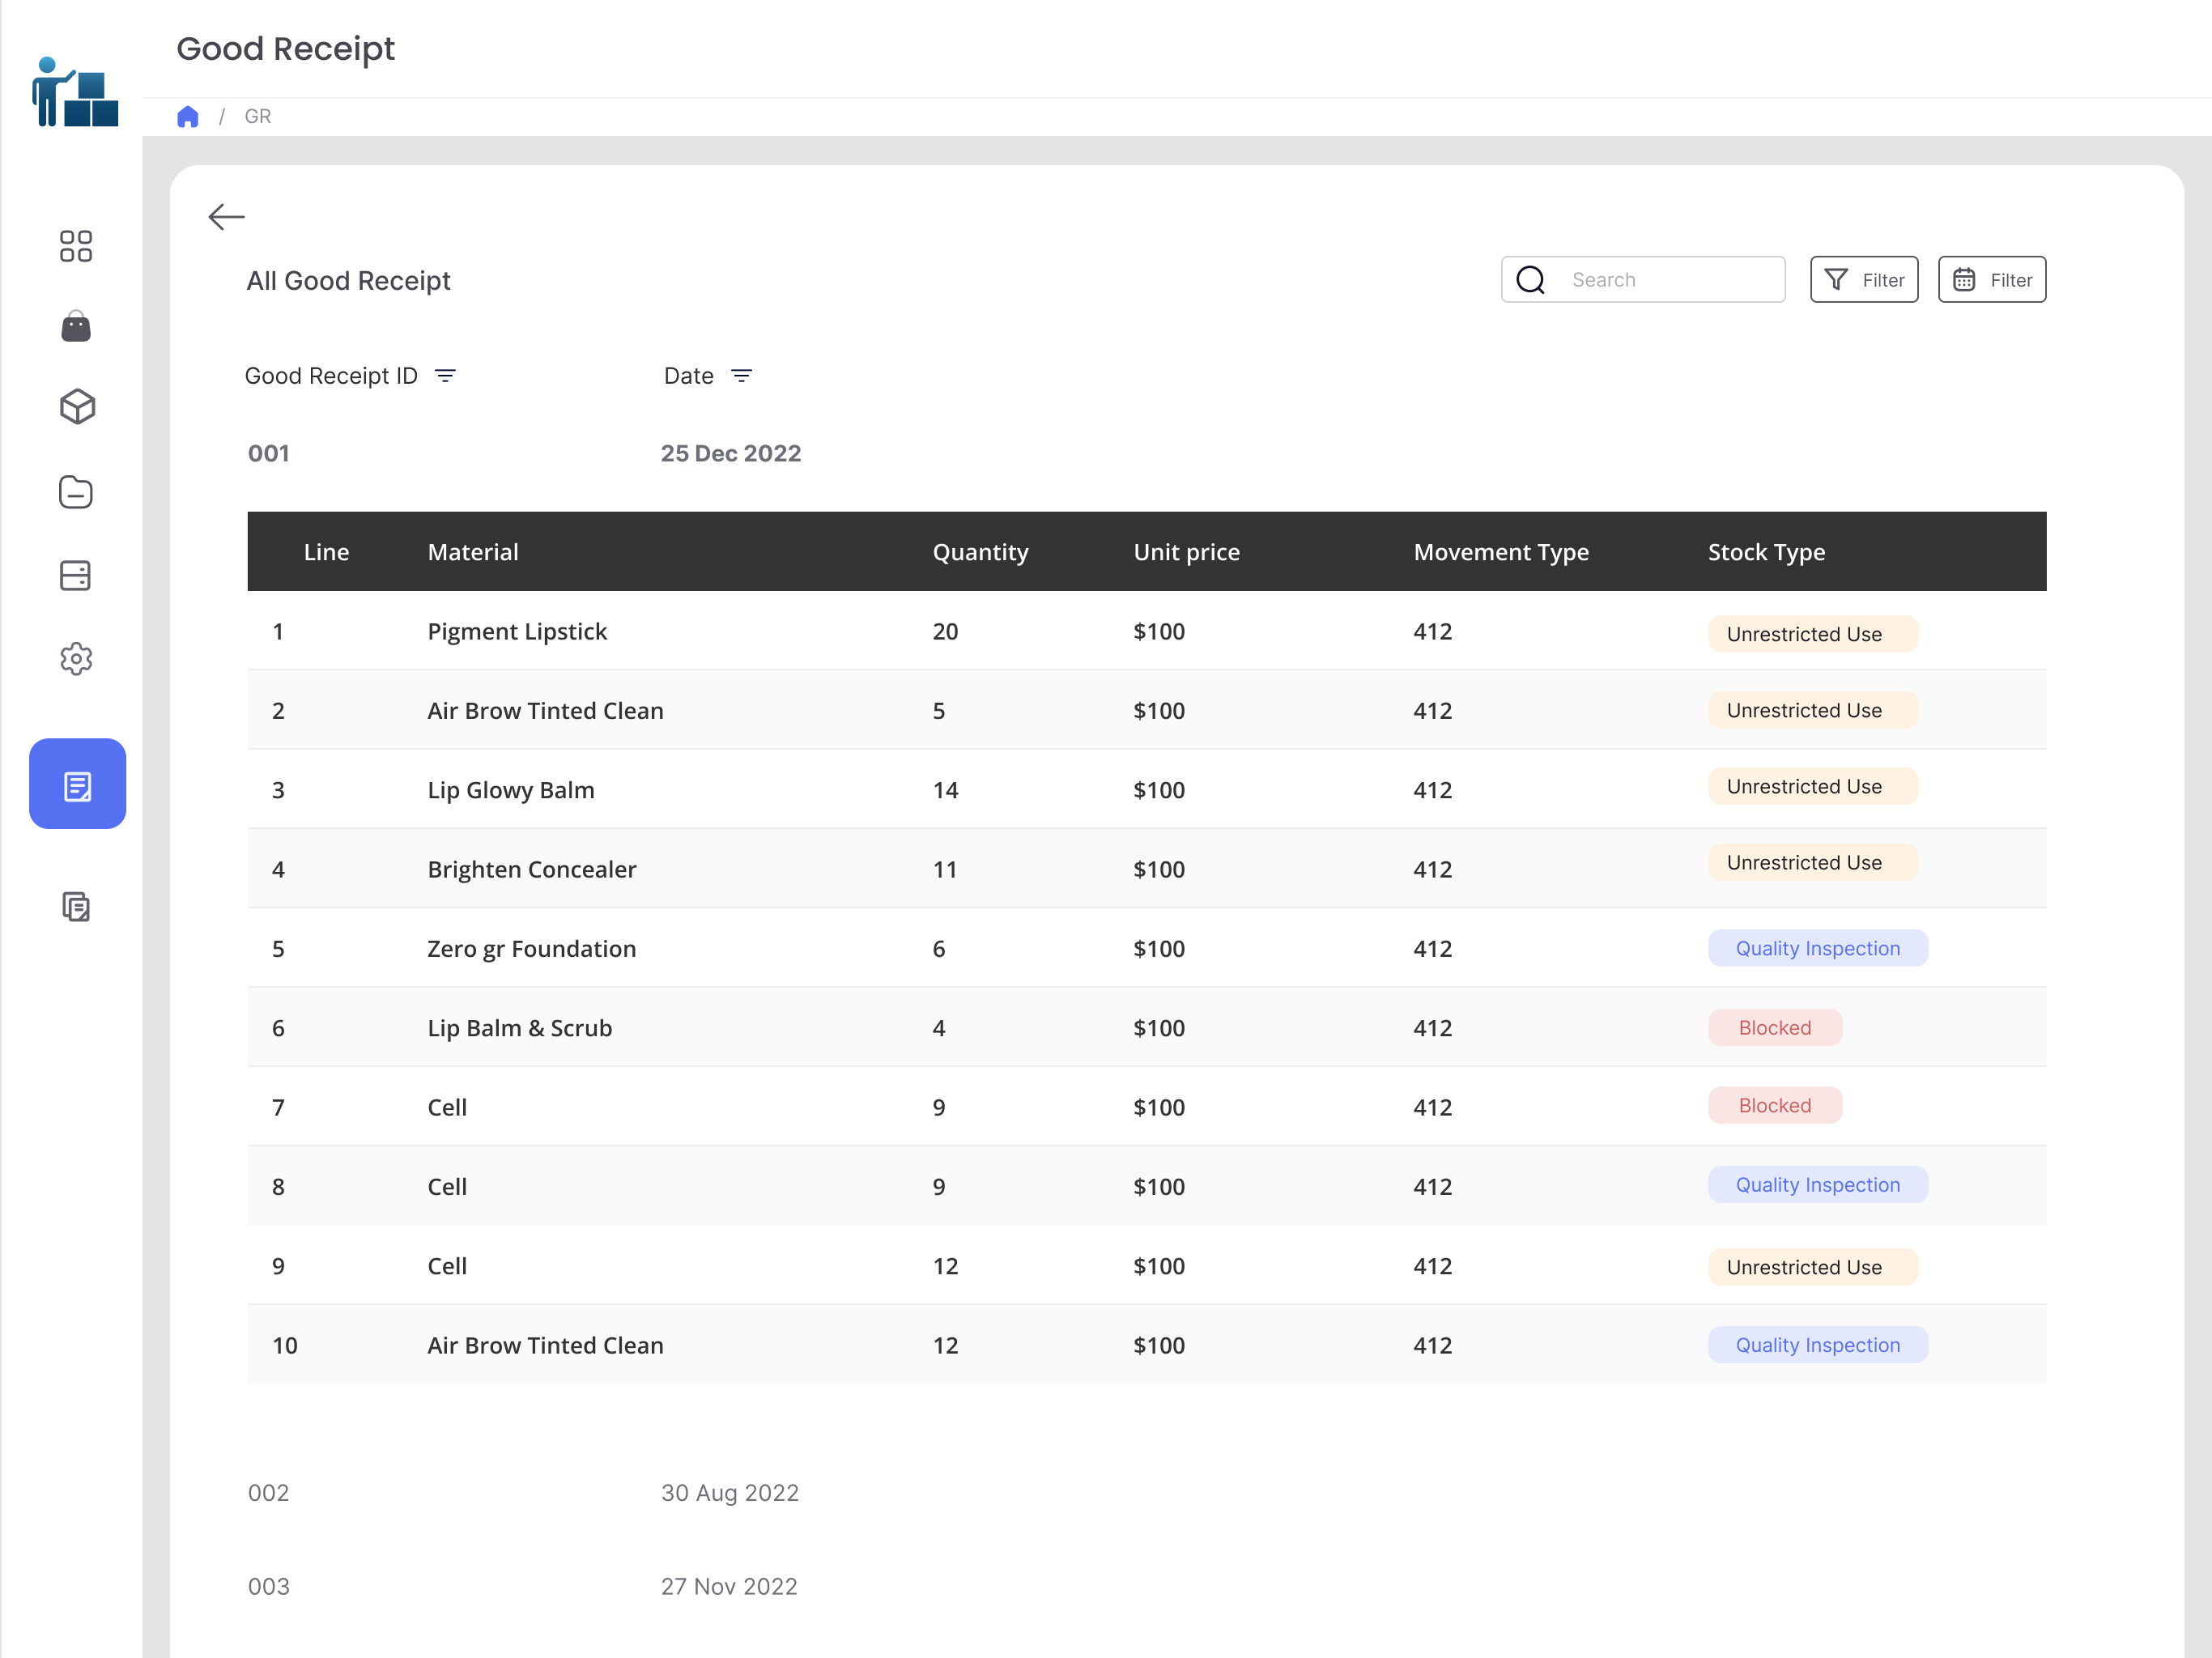 Good Receipt
/ GR
All Good Receipt
Search
Filter
Filter
Good Receipt ID Date
001 25 Dec 2022
Line Material Quantity Unit price Movement Type Stock Type
1 Pigment Lipstick 20 $100 412 Unrestricted Use
2 Air Brow Tinted Clean 5 $100 412 Unrestricted Use
3 Lip Glowy Balm 14 $100 412 Unrestricted Use
4 Brighten Concealer 11 $100 412 Unrestricted Use
5 Zero gr Foundation 6 $100 412 Quality Inspection
6 Lip Balm & Scrub 4 $100 412 Blocked
7 Cell 9 $100 412 Blocked
8 Cell 9 $100 412 Quality Inspection
9 Cell 12 $100 412 Unrestricted Use
10 Air Brow Tinted Clean 12 $100 412 Quality Inspection
002 30 Aug 2022
003 27 Nov 2022